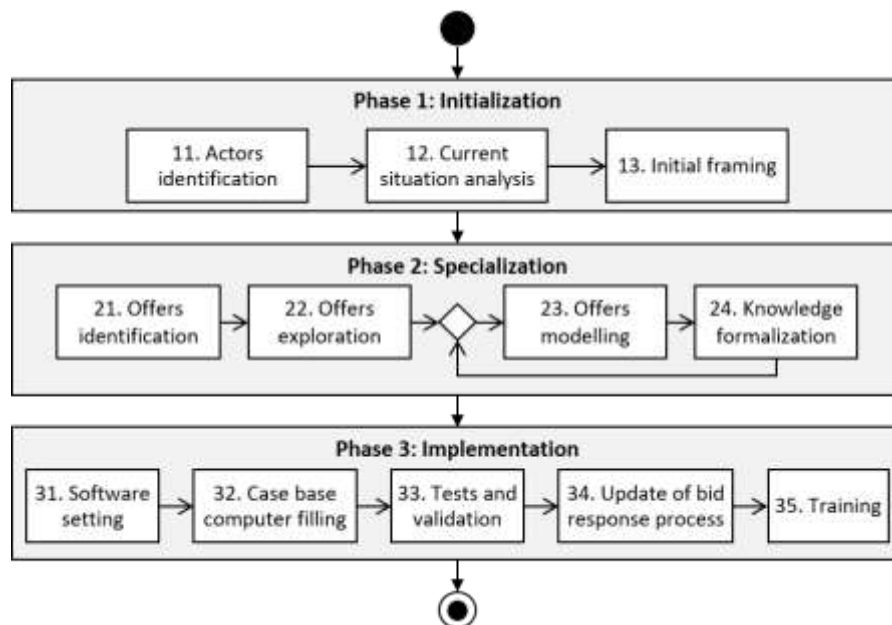 Phase 1: Initialization
11. Actors
identification
12. Current
situation analysis
13. Initial framing
Phase 2: Specialization
21. Offers
identification
22. Offers
exploration
23. Offers
modelling
24. Knowledge
formalization
Phase 3: Implementation
31. Software
setting
32. Case base
computer filling
33. Tests and
validation
34. Update of bid
response process
35. Training